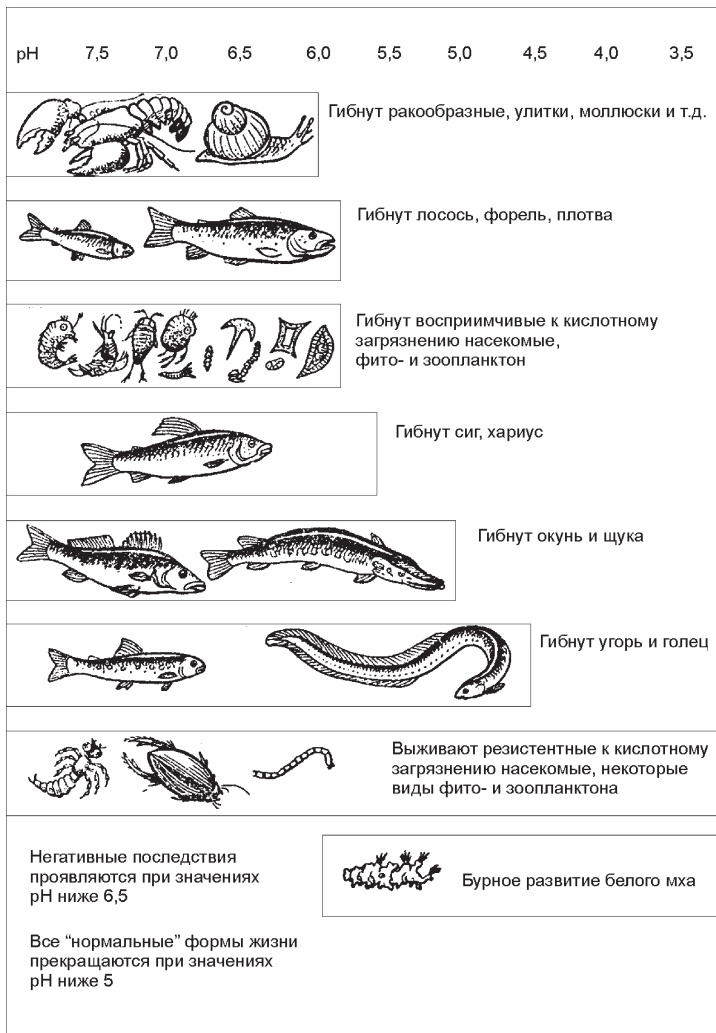 pH 7,5 7,0 6,5 6,0 5,5 5,0 4,5 4,0 3,5
Гибнут ракообразные, улитки, моллюски и т.д.
Гибнут лосось, форель, плотва
Гибнут восприимчивые к кислотному
загрязнению насекомые,
фито- и зоопланктон
Гибнут сиг, хариус
Гибнут окунь и щука
Гибнут угорь и голец
Выживают резистентные к кислотному
загрязнению насекомые, некоторые
виды фито- и зоопланктона
Негативные последствия
проявляются при значениях
pH ниже 6,5
Бурное развитие белого мха
Все “нормальные” формы жизни
прекращаются при значениях
pH ниже 5